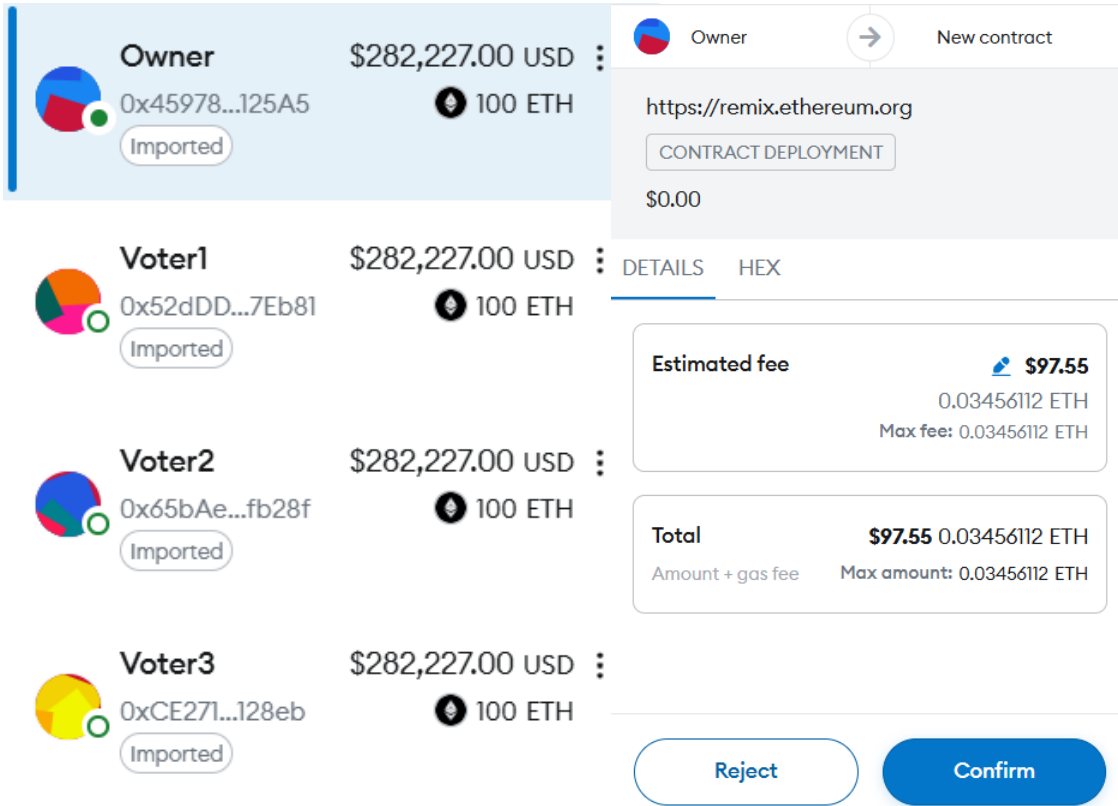 Owner
$282,227.00 USD
0x45978...125A5
100 ETH
Imported
Voter1
$282,227.00 USD
0x52dDD...7Eb81
100 ETH
Imported
Voter2
$282,227.00 USD
0x65bAe...fb28f
100 ETH
Imported
Voter3
$282,227.00 USD
0xCE271...128eb
100 ETH
Imported
Owner
New contract
https://remix.ethereum.org
CONTRACT DEPLOYMENT
$0.00
DETAILS HEX
Estimated fee $97.55
0.03456112 ETH
Max fee: 0.03456112 ETH
Total $97.55 0.03456112 ETH
Amount + gas fee Max amount: 0.03456112 ETH
Reject Confirm